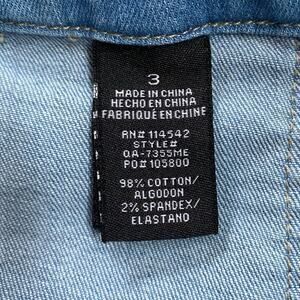 3
MADE IN CHINA
HECHO EN CHINA
FABRIQUÉ EN CHINE
RN# 114542
STYLE#
QA-7355ME
PO# 105800
98% COTTON/
ALGODON
2% SPANDEX/
ELASTANO